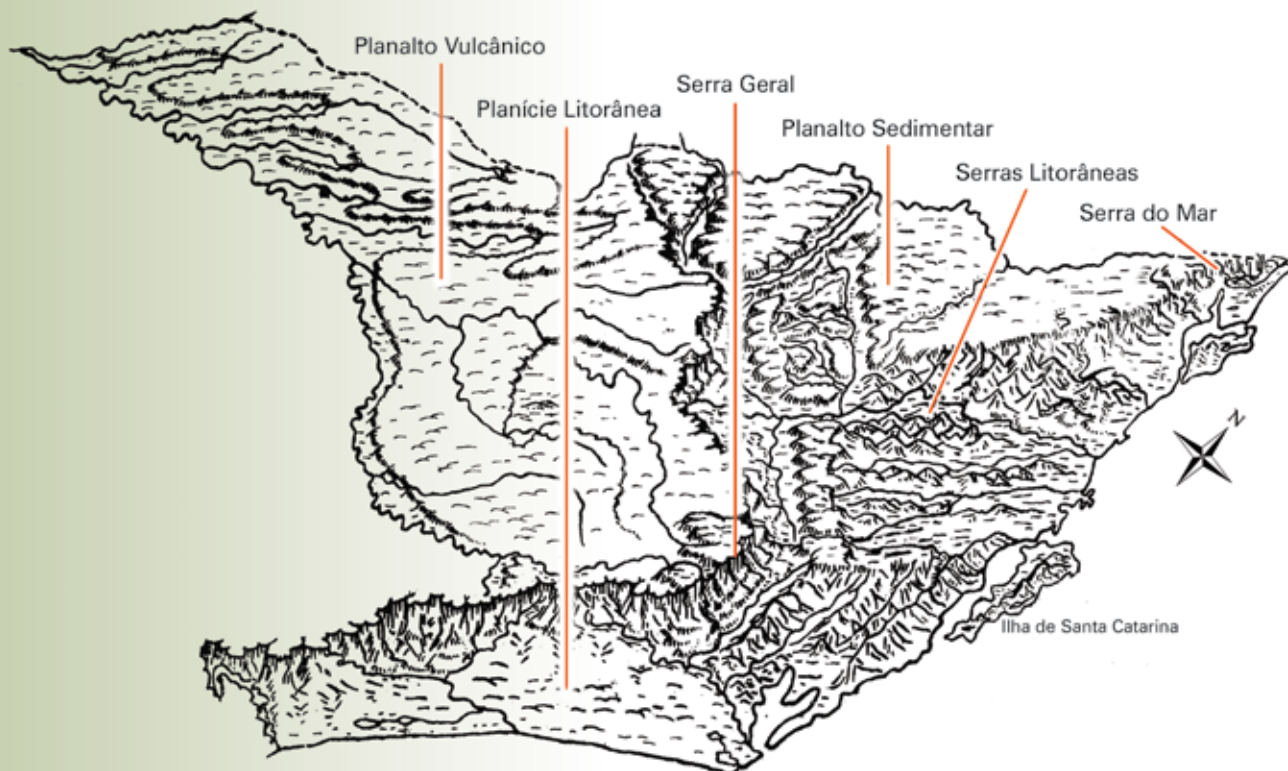 Planalto Vulcânico
Serra Geral
Planície Litorânea
Planalto Sedimentar
Serras Litorâneas
Serra do Mar
N
Ilha de Santa Catarina